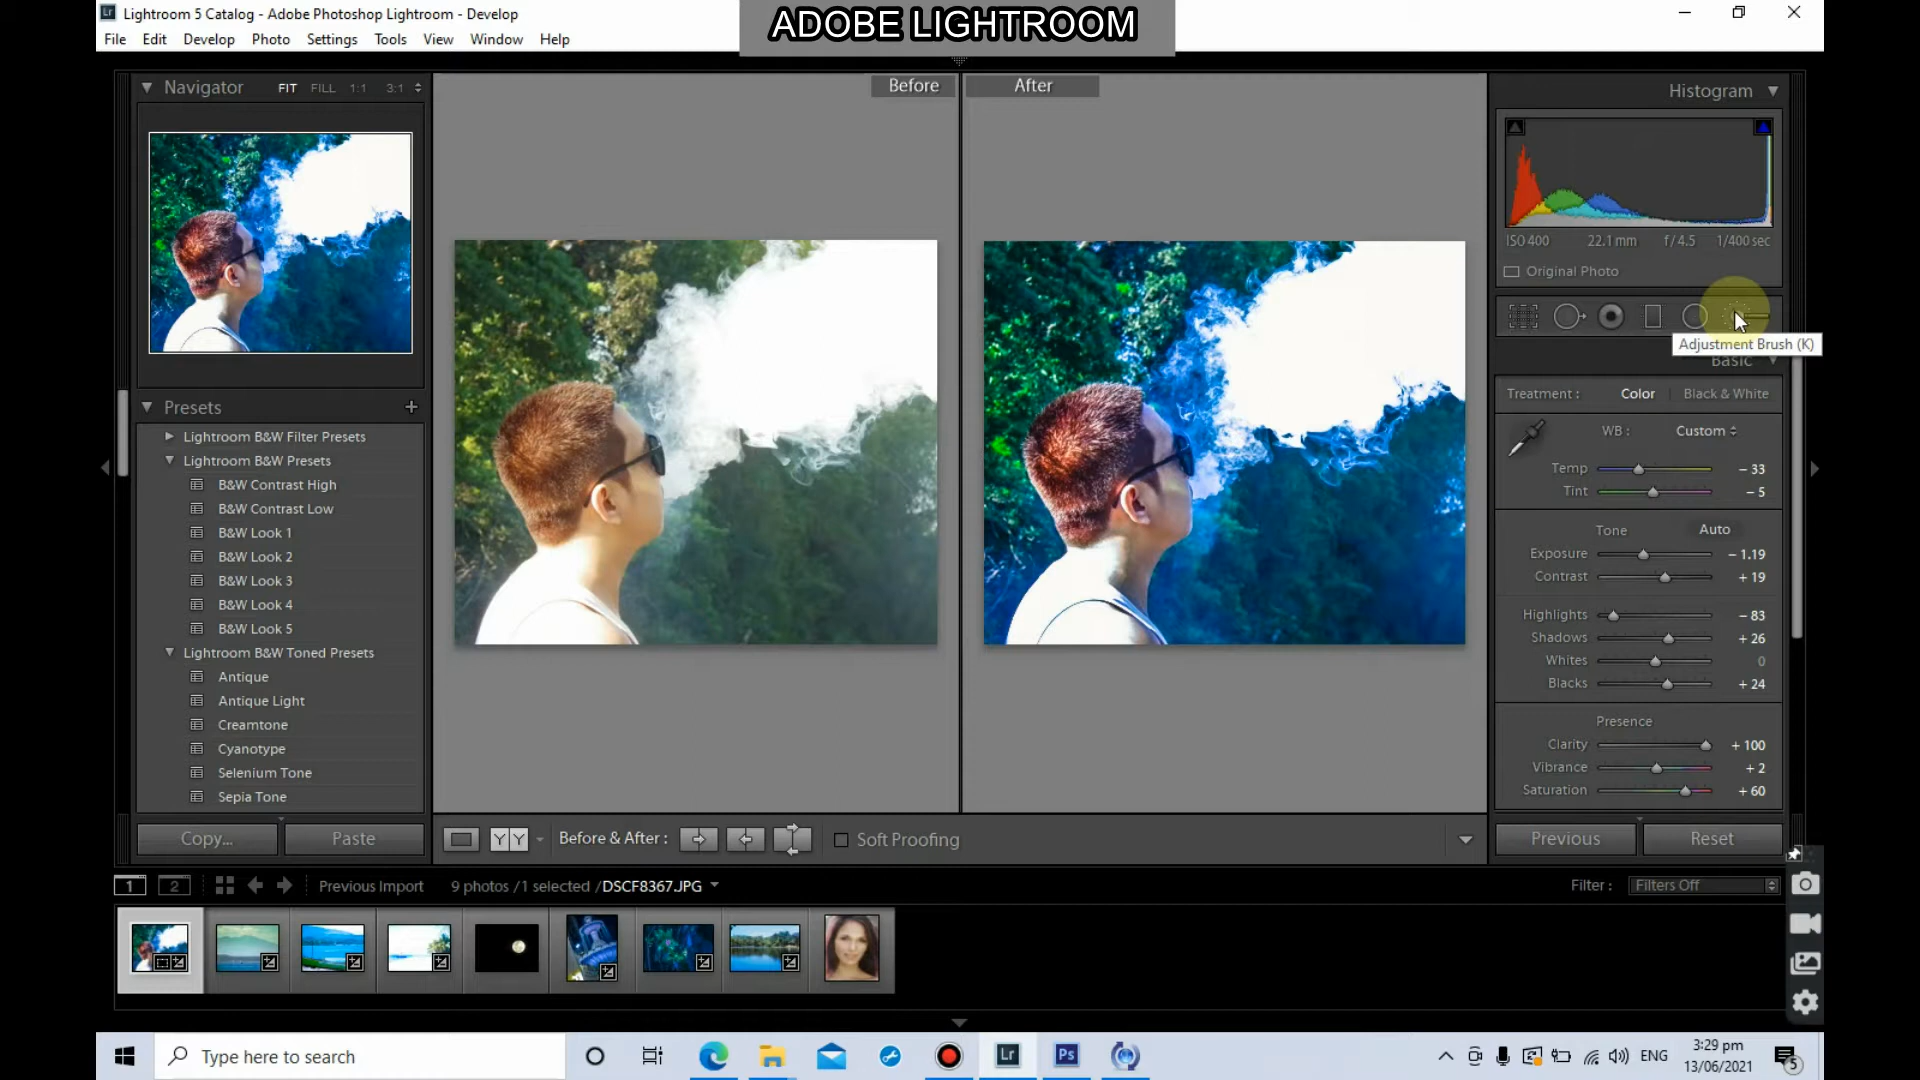 Lightroom 5 Catalog - Adobe Photoshop Lightroom - Develop
ADOBE LIGHTROOM
File Edit Develop Photo Settings Tools View Window Help
Navigator FIT FILL 1:1 3:1
Before
After
Histogram
ISO 400 22.1 mm f / 4.5 1/400 sec
Original Photo
Adjustment Brush (K)
Basic
Treatment : Color Black & White
WB : Custom
Temp - 33
Tint - 5
Tone Auto
Exposure - 1.19
Contrast + 19
Highlights - 83
Shadows + 26
Whites 0
Blacks + 24
Presence
Clarity + 100
Vibrance + 2
Saturation + 60
Previous Reset
Presets +
Lightroom B&W Filter Presets
Lightroom B&W Presets
B&W Contrast High
B&W Contrast Low
B&W Look 1
B&W Look 2
B&W Look 3
B&W Look 4
B&W Look 5
Lightroom B&W Toned Presets
Antique
Antique Light
Creamtone
Cyanotype
Selenium Tone
Sepia Tone
Copy... Paste
YY Before & After : Soft Proofing
1 2 Previous Import 9 photos / 1 selected / DSCF8367.JPG
Filter : Filters Off
Type here to search
Lr Ps
ENG
3:29 pm
13/06/2021
5